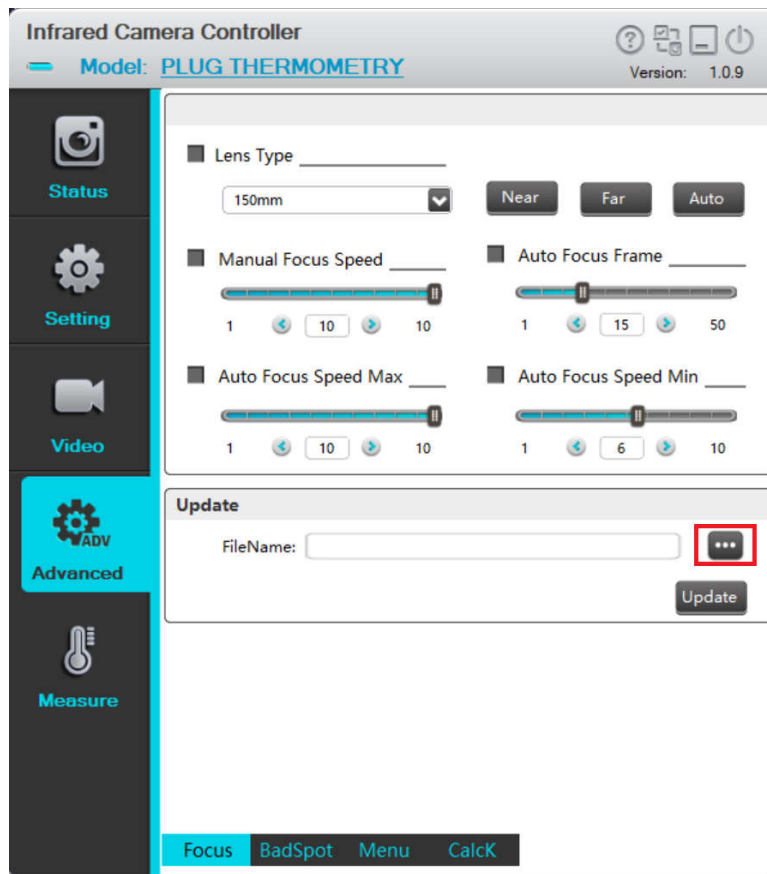 Infrared Camera Controller
Model: PLUG THERMOMETRY
Version: 1.0.9
Status
Setting
Video
ADV
Advanced
Measure
Lens Type
150mm
Near Far Auto
Manual Focus Speed
1 10 10
Auto Focus Frame
1 15 50
Auto Focus Speed Max
1 10 10
Auto Focus Speed Min
1 6 10
Update
FileName:
Update
Focus BadSpot Menu CalcK